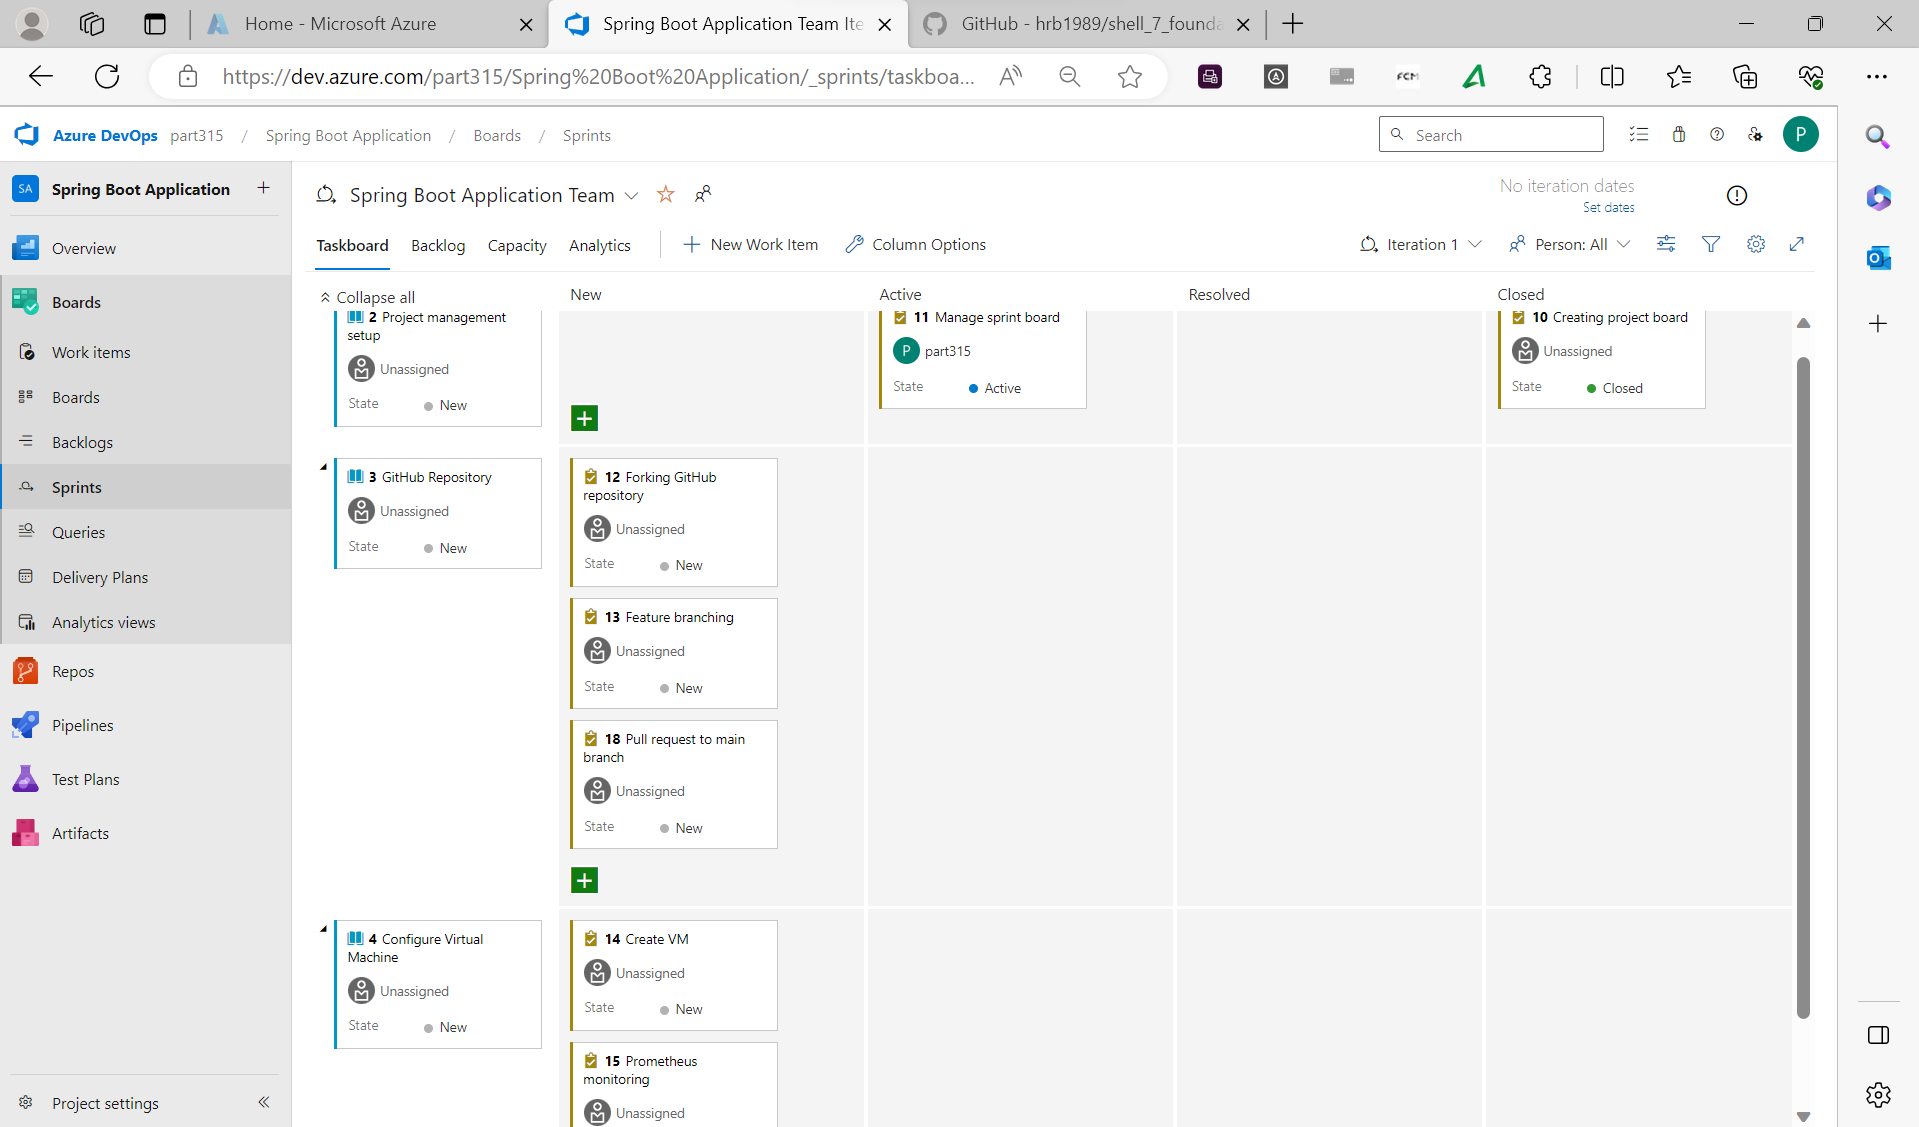 Home - Microsoft Azure
Spring Boot Application Team Ite
GitHub - hrb1989/shell_7_founda
https://dev.azure.com/part315/Spring%20Boot%20Application/_sprints/taskboa...
A
FCM
Azure DevOps part315 / Spring Boot Application / Boards / Sprints
Search
P
SA Spring Boot Application
Overview
Boards
Work items
Boards
Backlogs
Sprints
Queries
Delivery Plans
Analytics views
Repos
Pipelines
Test Plans
Artifacts
Project settings
Spring Boot Application Team
No iteration dates
Set dates
Taskboard Backlog Capacity Analytics New Work Item Column Options
Iteration 1 Person: All
Collapse all
New
Active
Resolved
Closed
2 Project management
setup
Unassigned
State New
11 Manage sprint board
P part315
State Active
10 Creating project board
Unassigned
State Closed
3 GitHub Repository
Unassigned
State New
12 Forking GitHub
repository
Unassigned
State New
13 Feature branching
Unassigned
State New
18 Pull request to main
branch
Unassigned
State New
4 Configure Virtual
Machine
Unassigned
State New
14 Create VM
Unassigned
State New
15 Prometheus
monitoring
Unassigned